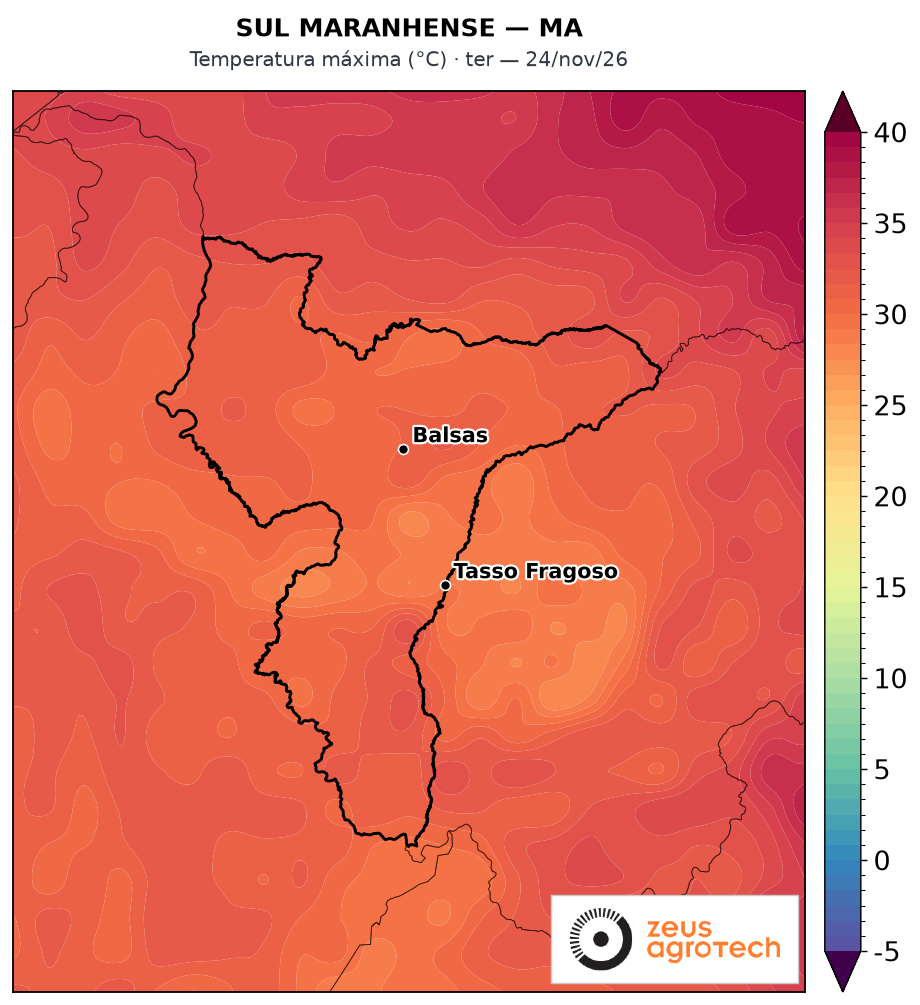 SUL MARANHENSE — MA
Temperatura máxima (°C) · ter — 24/nov/26
40
35
30
25
20
15
10
5
0
-5
Balsas
Tasso Fragoso
zeus
agrotech